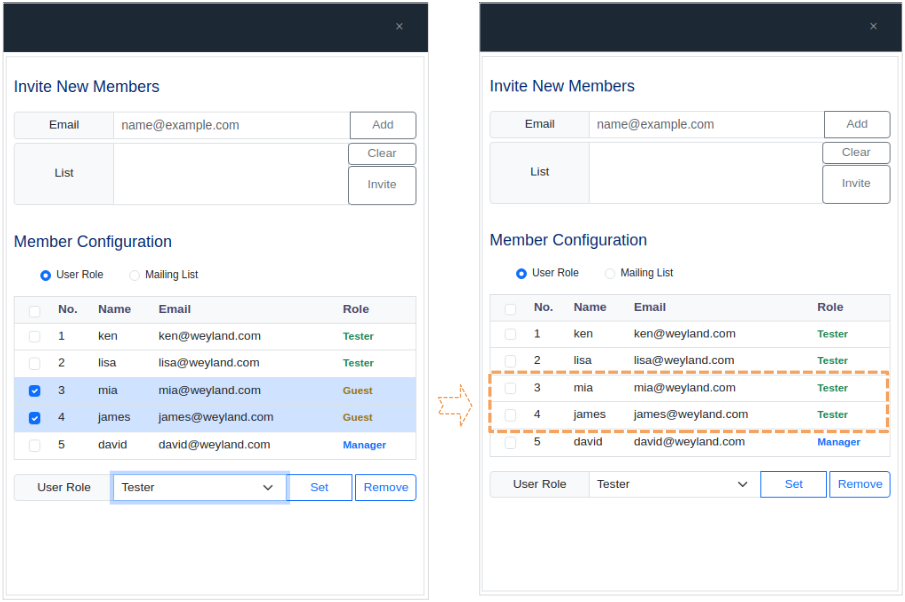 ×
Invite New Members
Email name@example.com Add
List Clear
Invite
Member Configuration
User Role Mailing List
No. Name Email Role
1 ken ken@weyland.com Tester
2 lisa lisa@weyland.com Tester
3 mia mia@weyland.com Guest
4 james james@weyland.com Guest
5 david david@weyland.com Manager
User Role Tester Set Remove
×
Invite New Members
Email name@example.com Add
List Clear
Invite
Member Configuration
User Role Mailing List
No. Name Email Role
1 ken ken@weyland.com Tester
2 lisa lisa@weyland.com Tester
3 mia mia@weyland.com Tester
4 james james@weyland.com Tester
5 david david@weyland.com Manager
User Role Tester Set Remove